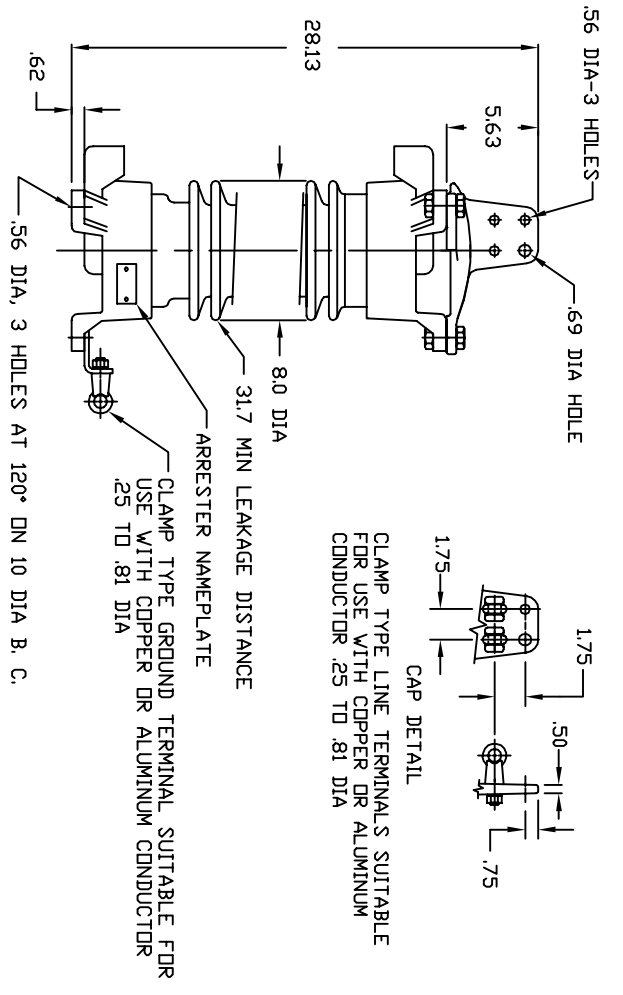 .56 DIA-3 HOLES
.69 DIA HOLE
28.13
5.63
.62
8.0 DIA
31.7 MIN LEAKAGE DISTANCE
ARRESTER NAMEPLATE
CLAMP TYPE GROUND TERMINAL SUITABLE FOR
USE WITH COPPER OR ALUMINUM CONDUCTOR
.25 TO .81 DIA
.56 DIA, 3 HOLES AT 120° ON 10 DIA B. C.
1.75
1.75
.50
.75
CAP DETAIL
CLAMP TYPE LINE TERMINALS SUITABLE
FOR USE WITH COPPER OR ALUMINUM
CONDUCTOR .25 TO .81 DIA